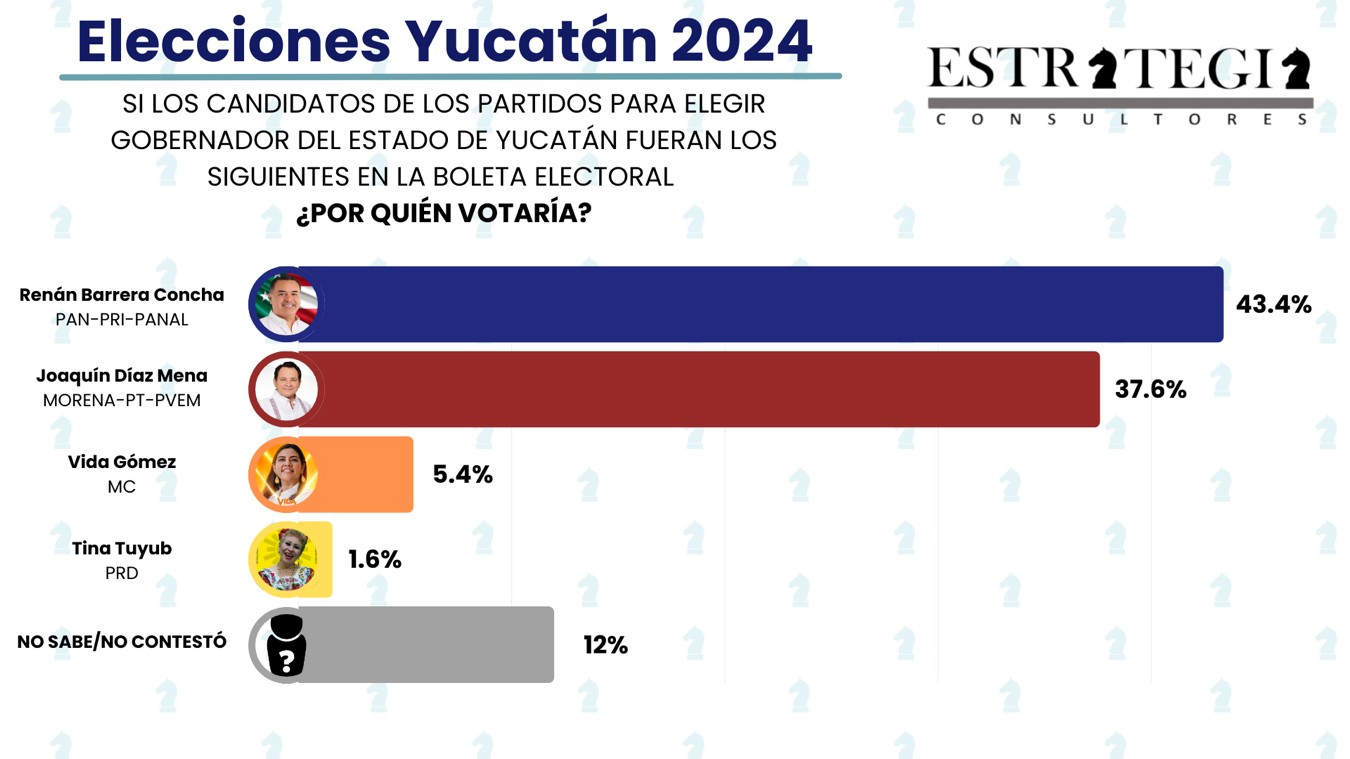 Elecciones Yucatán 2024
ESTRATEGIA
CONSULTORES
SI LOS CANDIDATOS DE LOS PARTIDOS PARA ELEGIR
GOBERNADOR DEL ESTADO DE YUCATÁN FUERAN LOS
SIGUIENTES EN LA BOLETA ELECTORAL
¿POR QUIÉN VOTARÍA?
Renán Barrera Concha
PAN-PRI-PANAL
43.4%
Joaquín Díaz Mena
MORENA-PT-PVEM
37.6%
Vida Gómez
MC
VIDA
5.4%
Tina Tuyub
PRD
1.6%
NO SABE/NO CONTESTÓ
?
12%